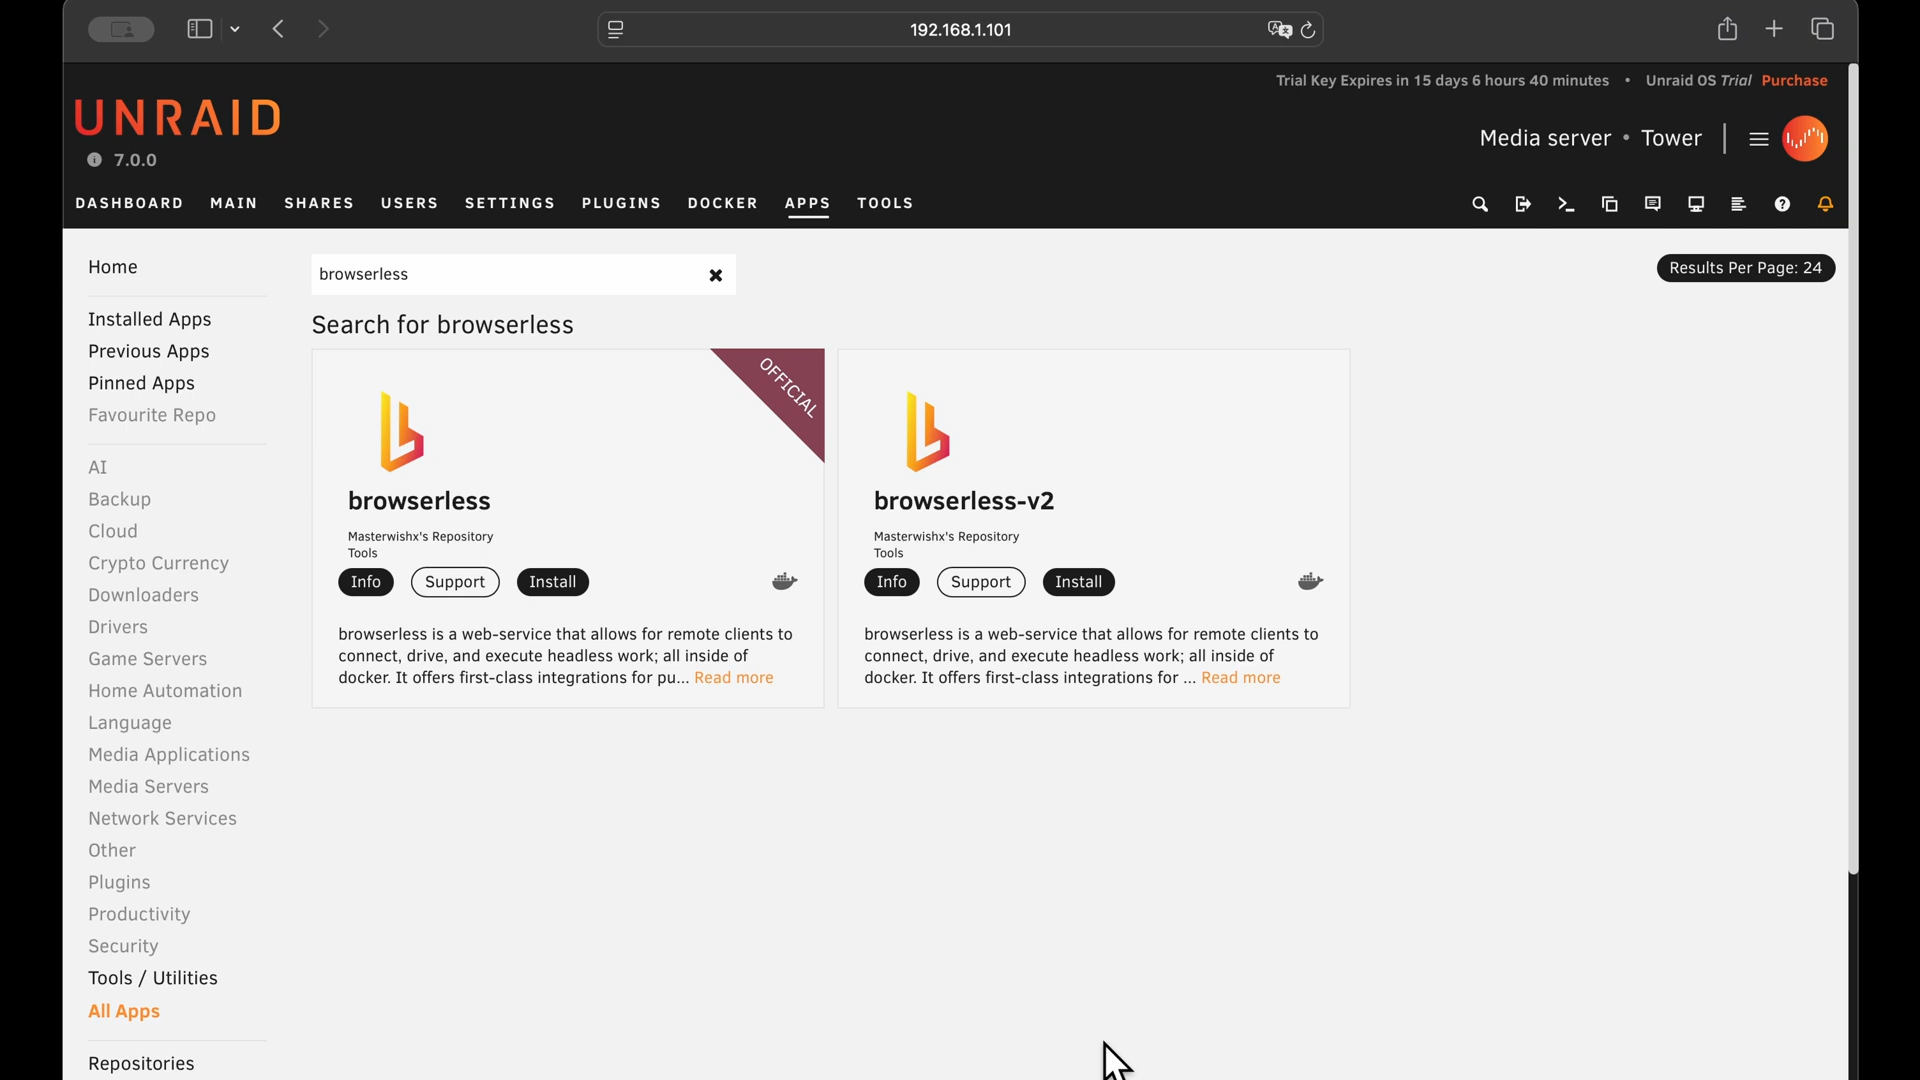 192.168.1.101
Trial Key Expires in 15 days 6 hours 40 minutes • Unraid OS Trial Purchase
UNRAID
7.0.0
Media server • Tower
DASHBOARD MAIN SHARES USERS SETTINGS PLUGINS DOCKER APPS TOOLS
Home
Installed Apps
Previous Apps
Pinned Apps
Favourite Repo
AI
Backup
Cloud
Crypto Currency
Downloaders
Drivers
Game Servers
Home Automation
Language
Media Applications
Media Servers
Network Services
Other
Plugins
Productivity
Security
Tools / Utilities
All Apps
Repositories
browserless
Results Per Page: 24
Search for browserless
OFFICIAL
browserless
Masterwishx's Repository
Tools
Info Support Install
browserless is a web-service that allows for remote clients to
connect, drive, and execute headless work; all inside of
docker. It offers first-class integrations for pu... Read more
browserless-v2
Masterwishx's Repository
Tools
Info Support Install
browserless is a web-service that allows for remote clients to
connect, drive, and execute headless work; all inside of
docker. It offers first-class integrations for ... Read more